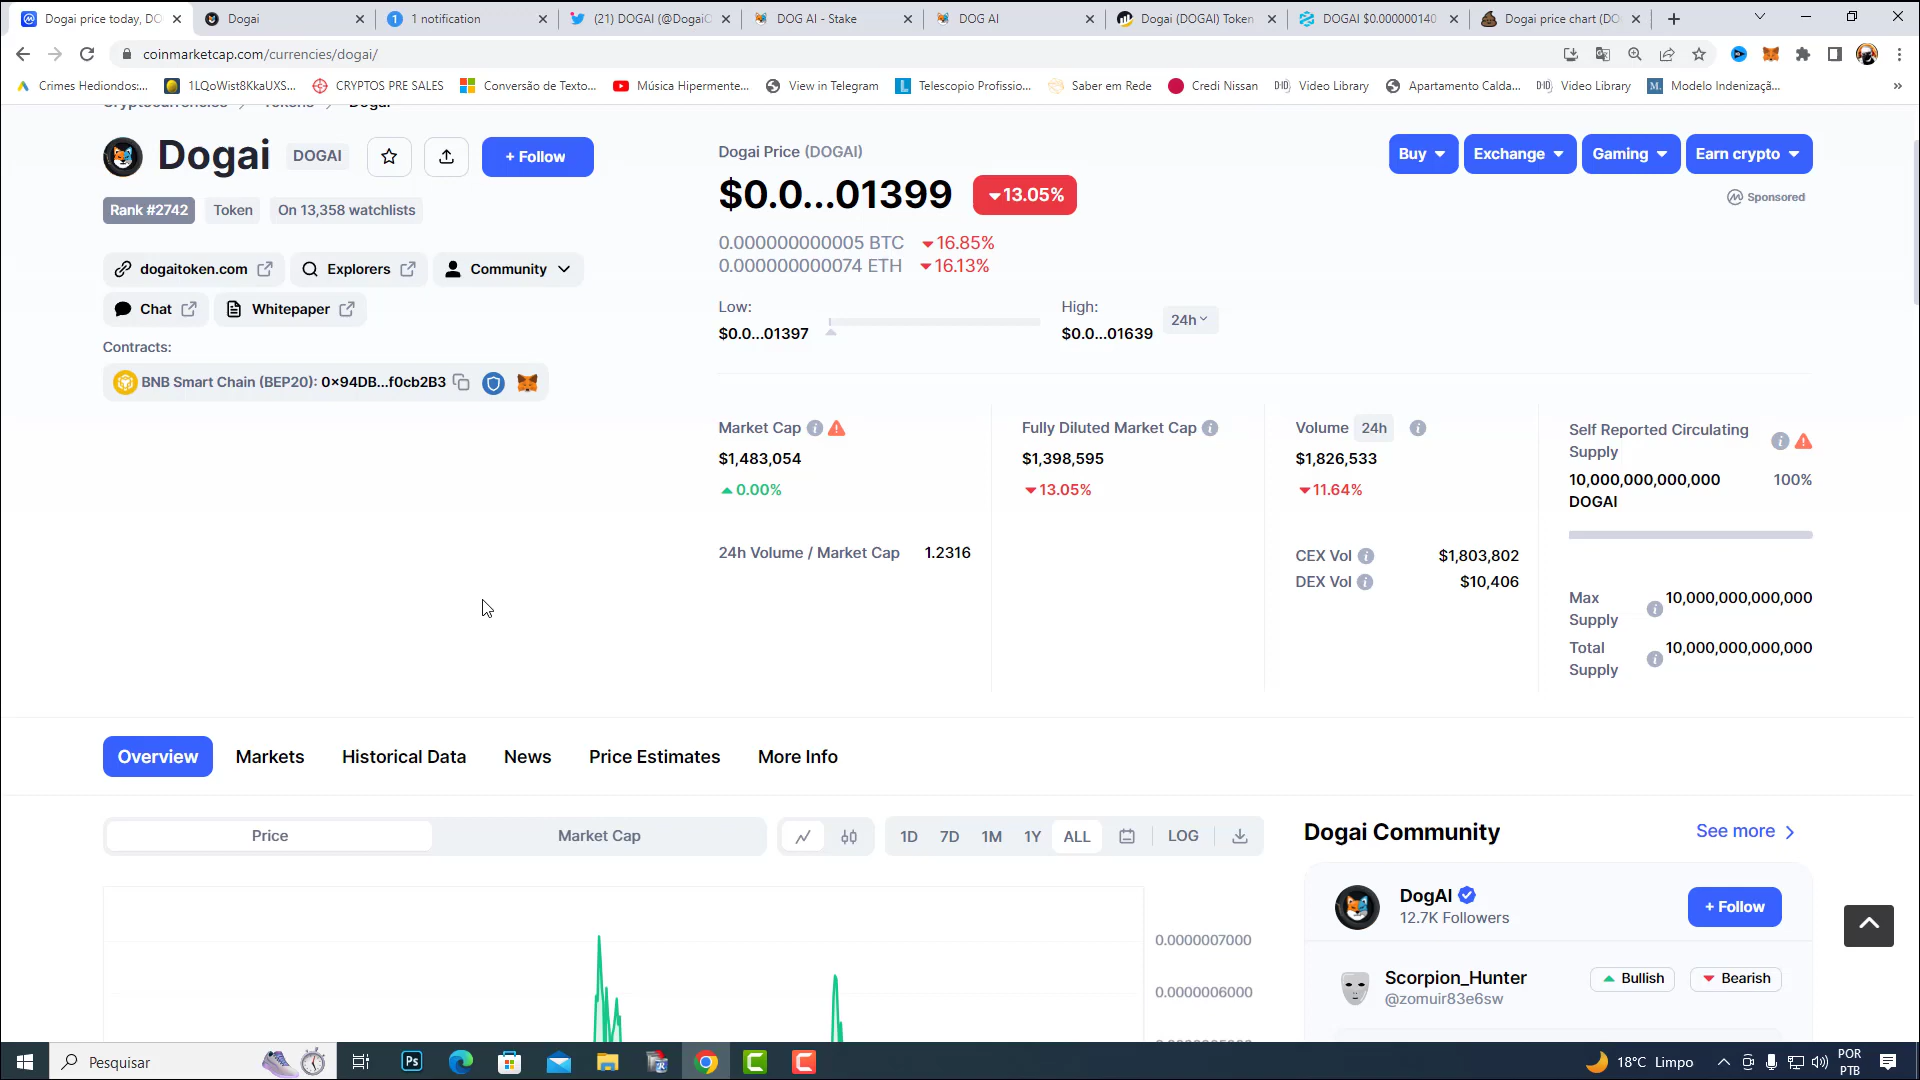 Dogai price today, DO
Dogai
1 notification
(21) DOGAI (@DogaiC
DOG AI - Stake
DOG AI
Dogai (DOGAI) Token
DOGAI $0.000000140
Dogai price chart (DO
coinmarketcap.com/currencies/dogai/
Crimes Hediondos:...
1LQoWist8KkaUXS...
CRYPTOS PRE SALES
Conversão de Texto...
Música Hipermente...
View in Telegram
Telescopio Profissio...
Saber em Rede
Credi Nissan
Video Library
Apartamento Calda...
Video Library
Modelo Indenizaçã...
»
Cryptocurrencies > Tokens > Dogai
Dogai DOGAI
+ Follow
Rank #2742
Token
On 13,358 watchlists
dogaitoken.com
Explorers
Community
Chat
Whitepaper
Contracts:
BNB Smart Chain (BEP20): 0x94DB...f0cb2B3
Dogai Price (DOGAI)
$0.0...01399
13.05%
0.000000000005 BTC 16.85%
0.000000000074 ETH 16.13%
Low:
$0.0...01397
High:
$0.0...01639
24h
Buy
Exchange
Gaming
Earn crypto
Sponsored
Market Cap
$1,483,054
0.00%
24h Volume / Market Cap 1.2316
Fully Diluted Market Cap
$1,398,595
13.05%
Volume 24h
$1,826,533
11.64%
CEX Vol $1,803,802
DEX Vol $10,406
Self Reported Circulating
Supply
10,000,000,000,000 100%
DOGAI
Max
Supply
10,000,000,000,000
Total
Supply
10,000,000,000,000
Overview
Markets
Historical Data
News
Price Estimates
More Info
Price
Market Cap
1D
7D
1M
1Y
ALL
LOG
0.0000007000
0.0000006000
Dogai Community
See more
DogAI
12.7K Followers
+ Follow
Scorpion_Hunter
@zomuir83e6sw
Bullish
Bearish
Pesquisar
Ps
18°C Limpo
POR
PTB